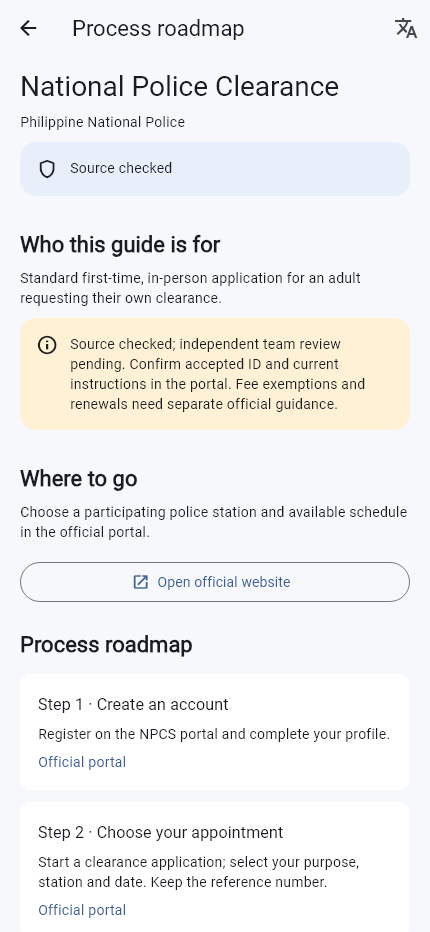 Process roadmap
National Police Clearance
Philippine National Police
Source checked
Who this guide is for
Standard first-time, in-person application for an adult
requesting their own clearance.
Source checked; independent team review
pending. Confirm accepted ID and current
instructions in the portal. Fee exemptions and
renewals need separate official guidance.
Where to go
Choose a participating police station and available schedule
in the official portal.
Open official website
Process roadmap
Step 1 · Create an account
Register on the NPCS portal and complete your profile.
Official portal
Step 2 · Choose your appointment
Start a clearance application; select your purpose,
station and date. Keep the reference number.
Official portal